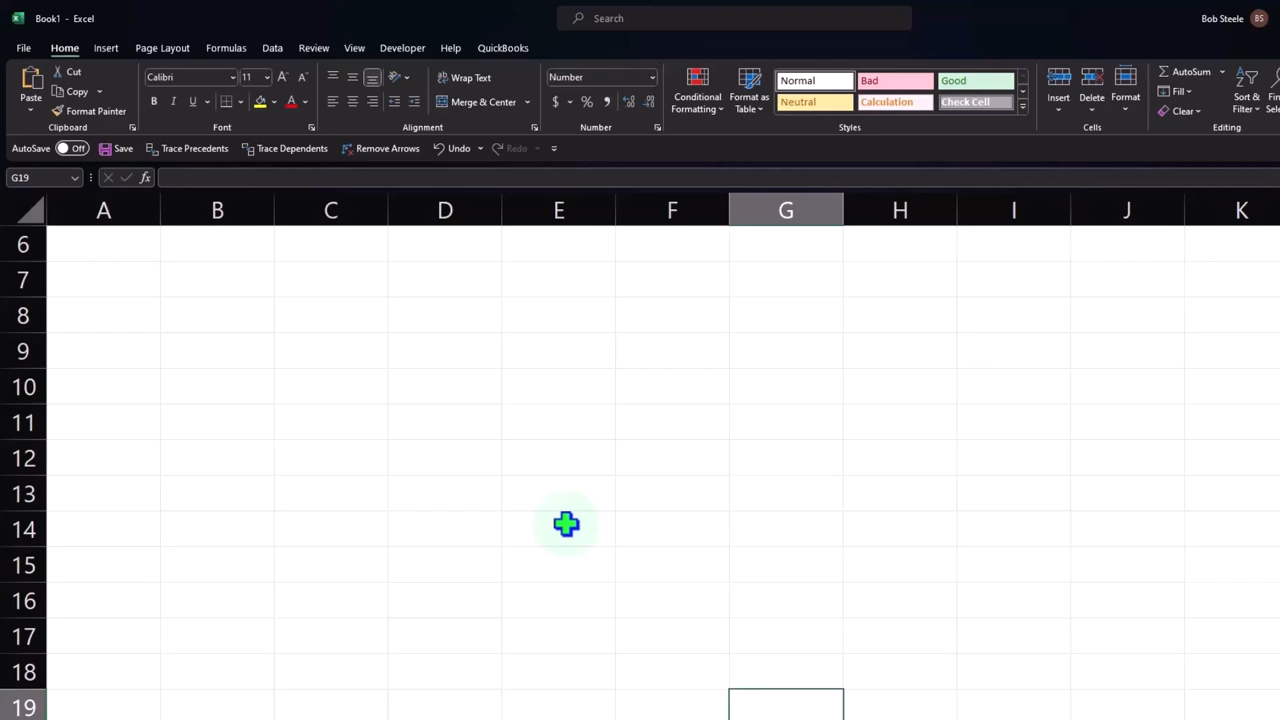 Book1 - Excel
Search
Bob Steele BS
File Home Insert Page Layout Formulas Data Developer Review View Help QuickBooks
Paste
Cut
Copy
Format Painter
Clipboard
Calibri 11
B I U
Font
Wrap Text
Merge & Center
Alignment
Number
$ % ,
Number
Conditional Formatting
Format as Table
Normal Bad Good
Neutral Calculation Check Cell
Styles
Insert Delete Format
Cells
AutoSum
Fill
Clear
Sort & Filter
Editing
AutoSave Off Save Trace Precedents Trace Dependents Remove Arrows Undo Redo
G19 fx
A B C D E F G H I J K
6
7
8
9
10
11
12
13
14
15
16
17
18
19